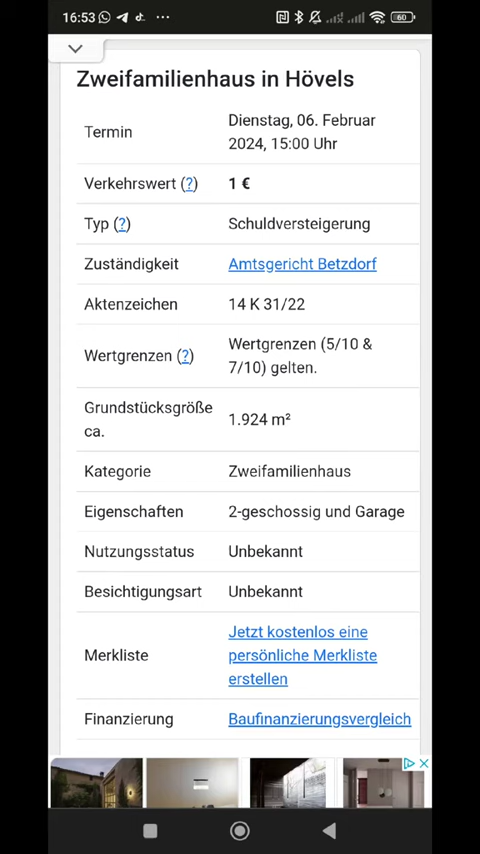 16:53
60
Zweifamilienhaus in Hövels
Termin
Dienstag, 06. Februar
2024, 15:00 Uhr
Verkehrswert (?)
1 €
Typ (?)
Schuldversteigerung
Zuständigkeit
Amtsgericht Betzdorf
Aktenzeichen
14 K 31/22
Wertgrenzen (?)
Wertgrenzen (5/10 &
7/10) gelten.
Grundstücksgröße
ca.
1.924 m²
Kategorie
Zweifamilienhaus
Eigenschaften
2-geschossig und Garage
Nutzungsstatus
Unbekannt
Besichtigungsart
Unbekannt
Merkliste
Jetzt kostenlos eine
persönliche Merkliste
erstellen
Finanzierung
Baufinanzierungsvergleich